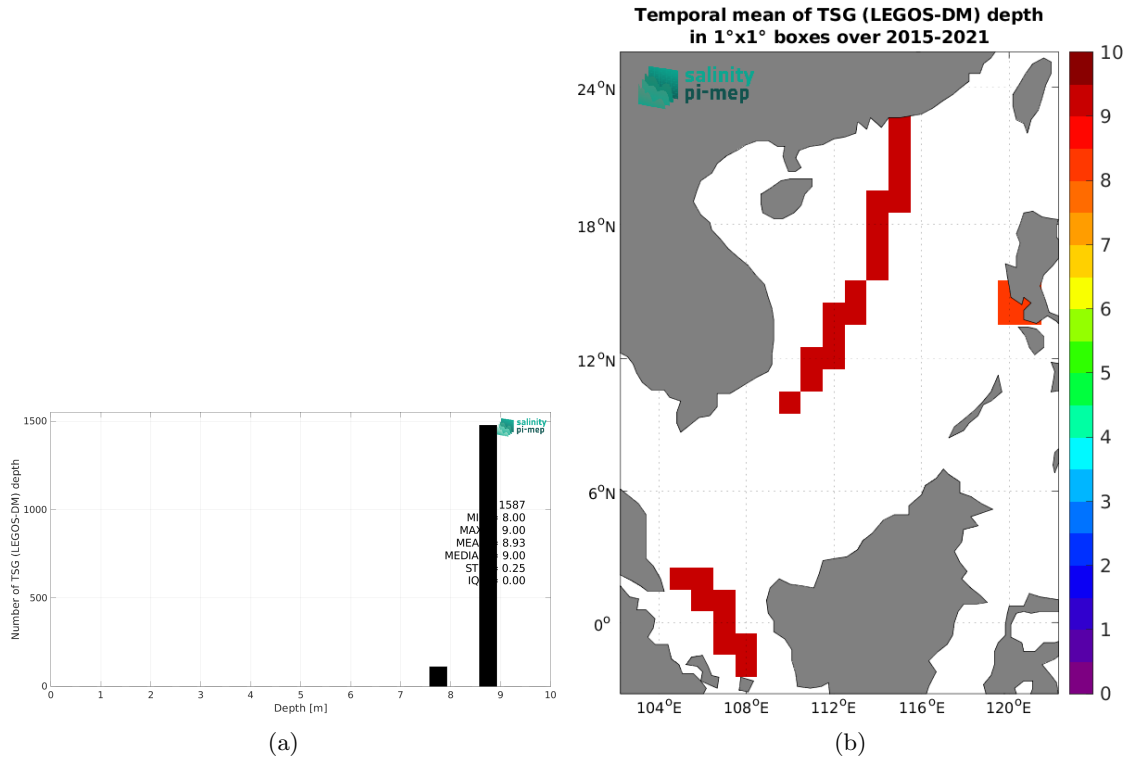 1500
1000
500
0
0 1 2 3 4 5 6 7 8 9 10
Depth [m]
Number of TSG (LEGOS-DM) depth
salinity
pi-mep
1587
8.00
9.00
8.93
9.00
0.25
0.00
(a)
Temporal mean of TSG (LEGOS-DM) depth
in 1°x1° boxes over 2015-2021
salinity
pi-mep
24°N
18°N
12°N
6°N
0°
104°E 108°E 112°E 116°E 120°E
10
9
8
7
6
5
4
3
2
1
0
(b)